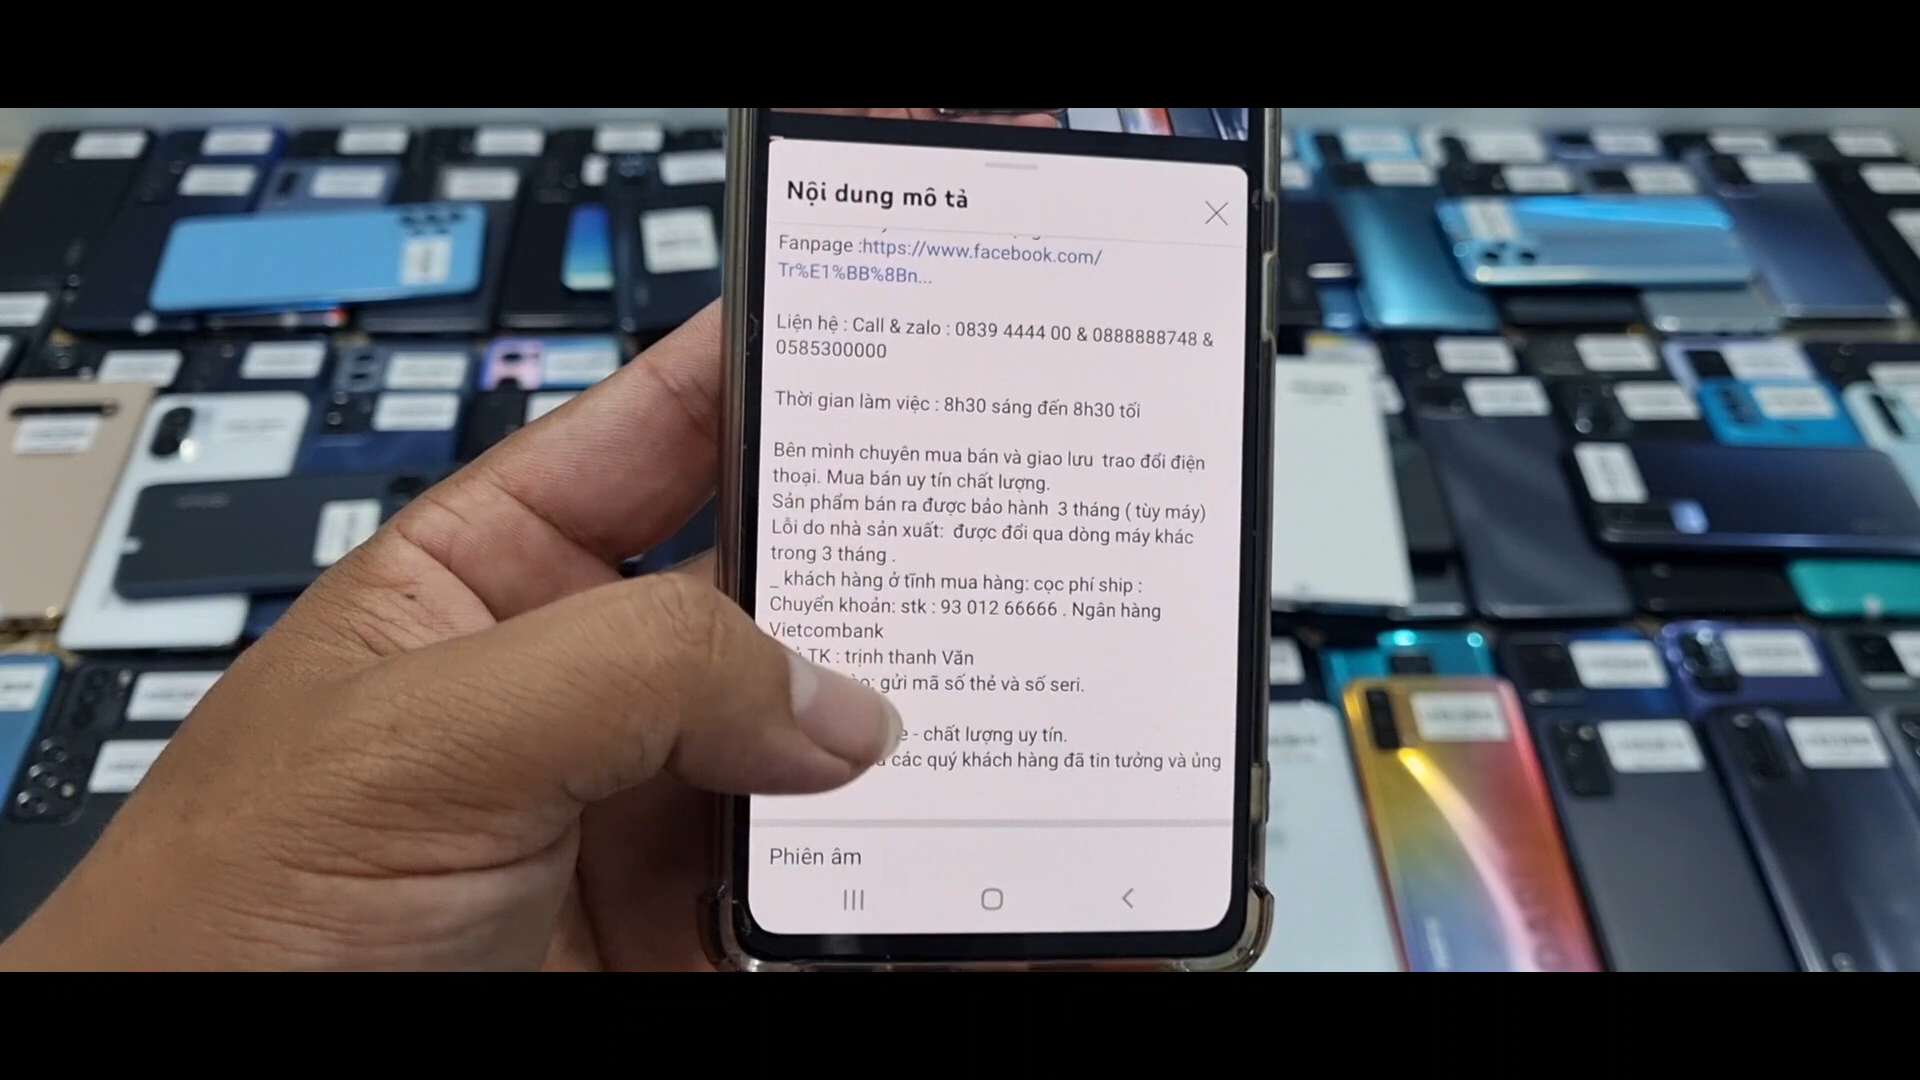 Nội dung mô tả
Fanpage :https://www.facebook.com/
Tr%E1%BB%8Bn...
Liện hệ : Call & zalo : 0839 4444 00 & 0888888748 &
0585300000
Thời gian làm việc : 8h30 sáng đến 8h30 tối
Bên mình chuyên mua bán và giao lưu trao đổi điện
thoại. Mua bán uy tín chất lượng.
Sản phẩm bán ra được bảo hành 3 tháng ( tùy máy)
Lỗi do nhà sản xuất: được đổi qua dòng máy khác
trong 3 tháng .
_ khách hàng ở tĩnh mua hàng: cọc phí ship :
Chuyển khoản: stk : 93 012 66666 . Ngân hàng
Vietcombank
TK : trịnh thanh Văn
gửi mã số thẻ và số seri.
- chất lượng uy tín.
các quý khách hàng đã tin tưởng và ủng
Phiên âm